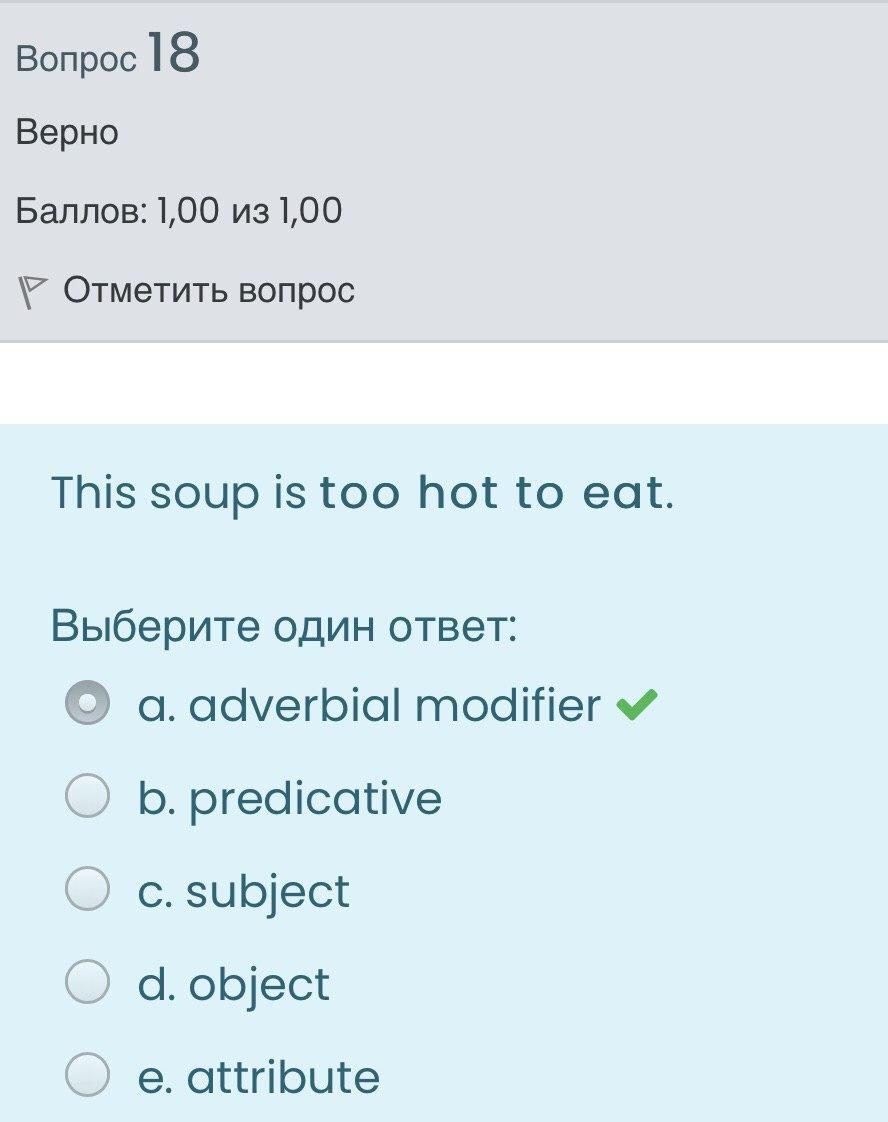 Вопрос 18
Верно
Баллов: 1,00 из 1,00
Отметить вопрос
This soup is too hot to eat.
Выберите один ответ:
a. adverbial modifier
b. predicative
c. subject
d. object
e. attribute